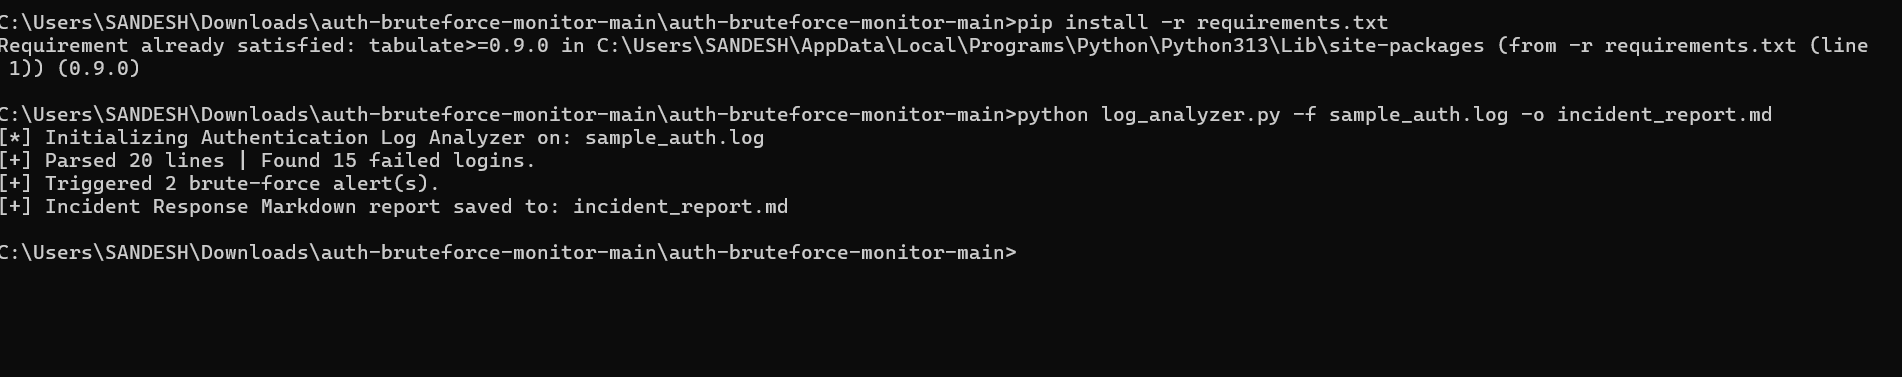 C:\Users\SANDESH\Downloads\auth-bruteforce-monitor-main\auth-bruteforce-monitor-main>pip install -r requirements.txt
Requirement already satisfied: tabulate>=0.9.0 in C:\Users\SANDESH\AppData\Local\Programs\Python\Python313\Lib\site-packages (from -r requirements.txt (line
1)) (0.9.0)
C:\Users\SANDESH\Downloads\auth-bruteforce-monitor-main\auth-bruteforce-monitor-main>python log_analyzer.py -f sample_auth.log -o incident_report.md
[*] Initializing Authentication Log Analyzer on: sample_auth.log
[+] Parsed 20 lines | Found 15 failed logins.
[+] Triggered 2 brute-force alert(s).
[+] Incident Response Markdown report saved to: incident_report.md
C:\Users\SANDESH\Downloads\auth-bruteforce-monitor-main\auth-bruteforce-monitor-main>